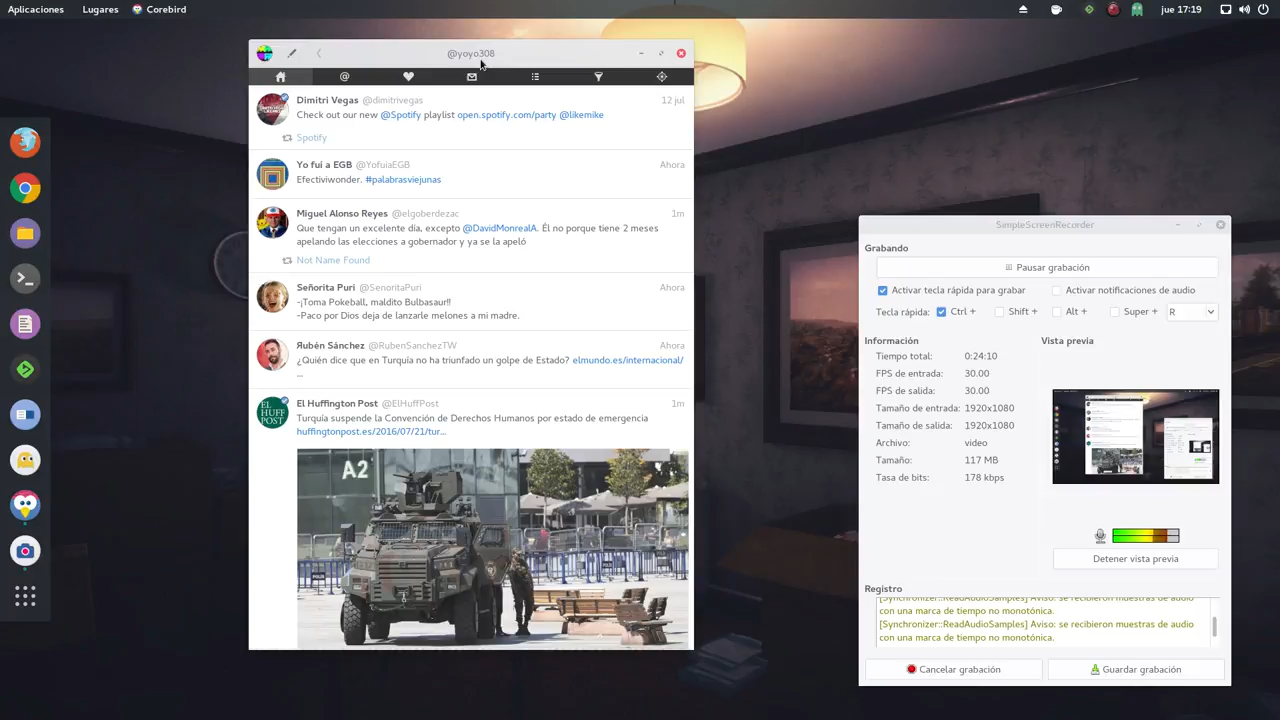 Aplicaciones Lugares Corebird jue 17:19
@yoyo308
Dimitri Vegas @dimitrivegas 12 jul
Check out our new @Spotify playlist open.spotify.com/party @likemike
Spotify
Yo fuí a EGB @YofuiaEGB Ahora
Efectiviwonder. #palabrasviejunas
Miguel Alonso Reyes @elgoberdezac 1m
Que tengan un excelente día, excepto @DavidMonrealA. Él no porque tiene 2 meses
apelando las elecciones a gobernador y ya se la apeló
Not Name Found
Señorita Puri @SenoritaPuri Ahora
-¡Toma Pokeball, maldito Bulbasaur!!
-Paco por Dios deja de lanzarle melones a mi madre.
Rubén Sánchez @RubenSanchezTW Ahora
¿Quién dice que en Turquía no ha triunfado un golpe de Estado? elmundo.es/internacional/
...
El Huffington Post @ElHuffPost 1m
EL
HUFF
POST
Turquía suspende la Convención de Derechos Humanos por estado de emergencia
huffingtonpost.es/2016/07/21/tur...
A2
SimpleScreenRecorder
Grabando
Pausar grabación
Activar tecla rápida para grabar Activar notificaciones de audio
Tecla rápida: Ctrl + Shift + Alt + Super + R
Información
Tiempo total: 0:24:10
FPS de entrada: 30.00
FPS de salida: 30.00
Tamaño de entrada: 1920x1080
Tamaño de salida: 1920x1080
Archivo: video
Tamaño: 117 MB
Tasa de bits: 178 kbps
Vista previa
Detener vista previa
Registro
[Synchronizer::ReadAudioSamples] Aviso: se recibieron muestras de audio
con una marca de tiempo no monotónica.
[Synchronizer::ReadAudioSamples] Aviso: se recibieron muestras de audio
con una marca de tiempo no monotónica.
Cancelar grabación Guardar grabación